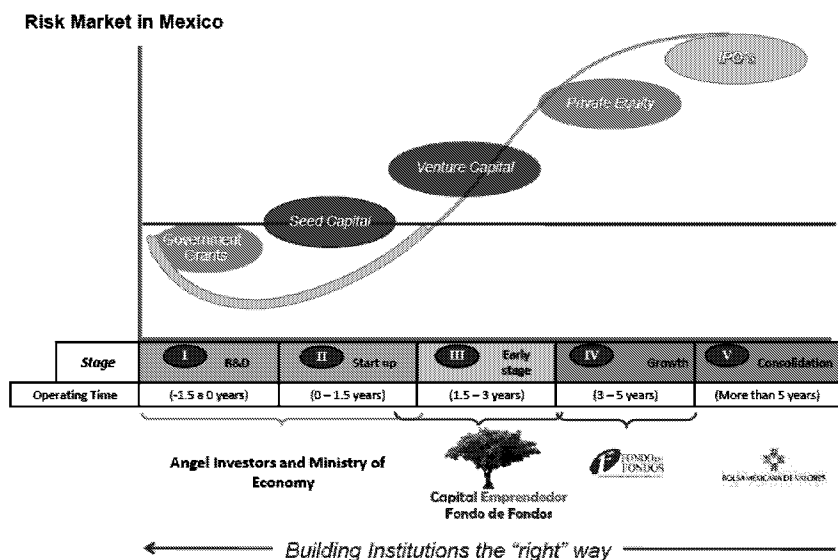 Risk Market in Mexico
IPO's
Private Equity
Venture Capital
Seed Capital
Government
Grants
Stage I R&D II Start up III Early stage IV Growth V Consolidation
Operating Time (-1.5 a 0 years) (0 – 1.5 years) (1.5 – 3 years) (3 – 5 years) (More than 5 years)
Angel Investors and Ministry of
Economy
Capital Emprendedor
Fondo de Fondos
FONDO DE
FONDOS
BOLSA MEXICANA DE VALORES
Building Institutions the "right" way